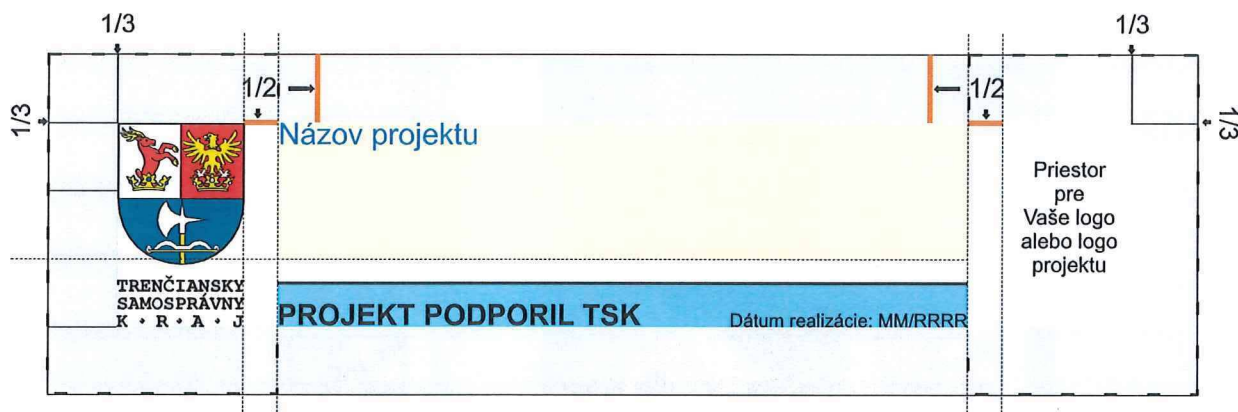 1/3
1/3
1/2
1/2
1/3
1/3
Názov projektu
Priestor
pre
Vaše logo
alebo logo
projektu
TRENČIANSKY
SAMOSPRÁVNY
K • R • A • J
PROJEKT PODPORIL TSK
Dátum realizácie: MM/RRRR